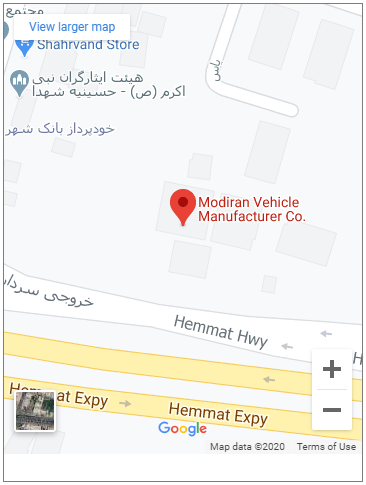 مجتمع
View larger map
Shahrvand Store
هیئت ایثارگران نبی
اکرم (ص) - حسینیه شهدا
یاس
خودپرداز بانک شهر
Modiran Vehicle
Manufacturer Co.
خروجی سردار
Hemmat Hwy
H
Hemmat Expy
Hemmat Expy
Google
Map data ©2020 Terms of Use